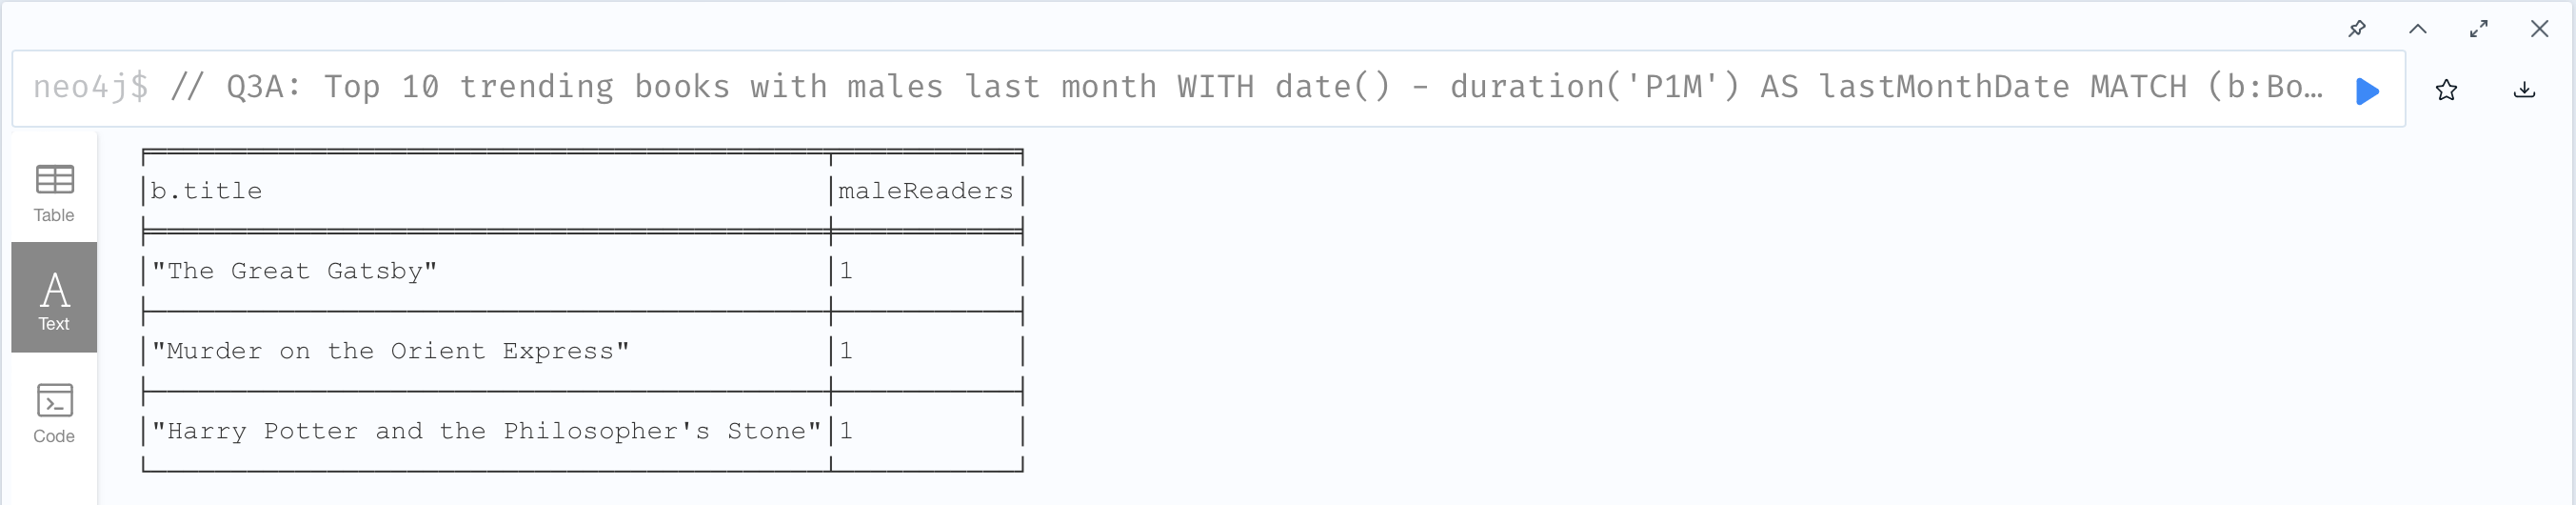 neo4j$ // Q3A: Top 10 trending books with males last month WITH date() - duration('P1M') AS lastMonthDate MATCH (b:Bo…
Table
A
Text
Code
b.title maleReaders
"The Great Gatsby" 1
"Murder on the Orient Express" 1
"Harry Potter and the Philosopher's Stone" 1